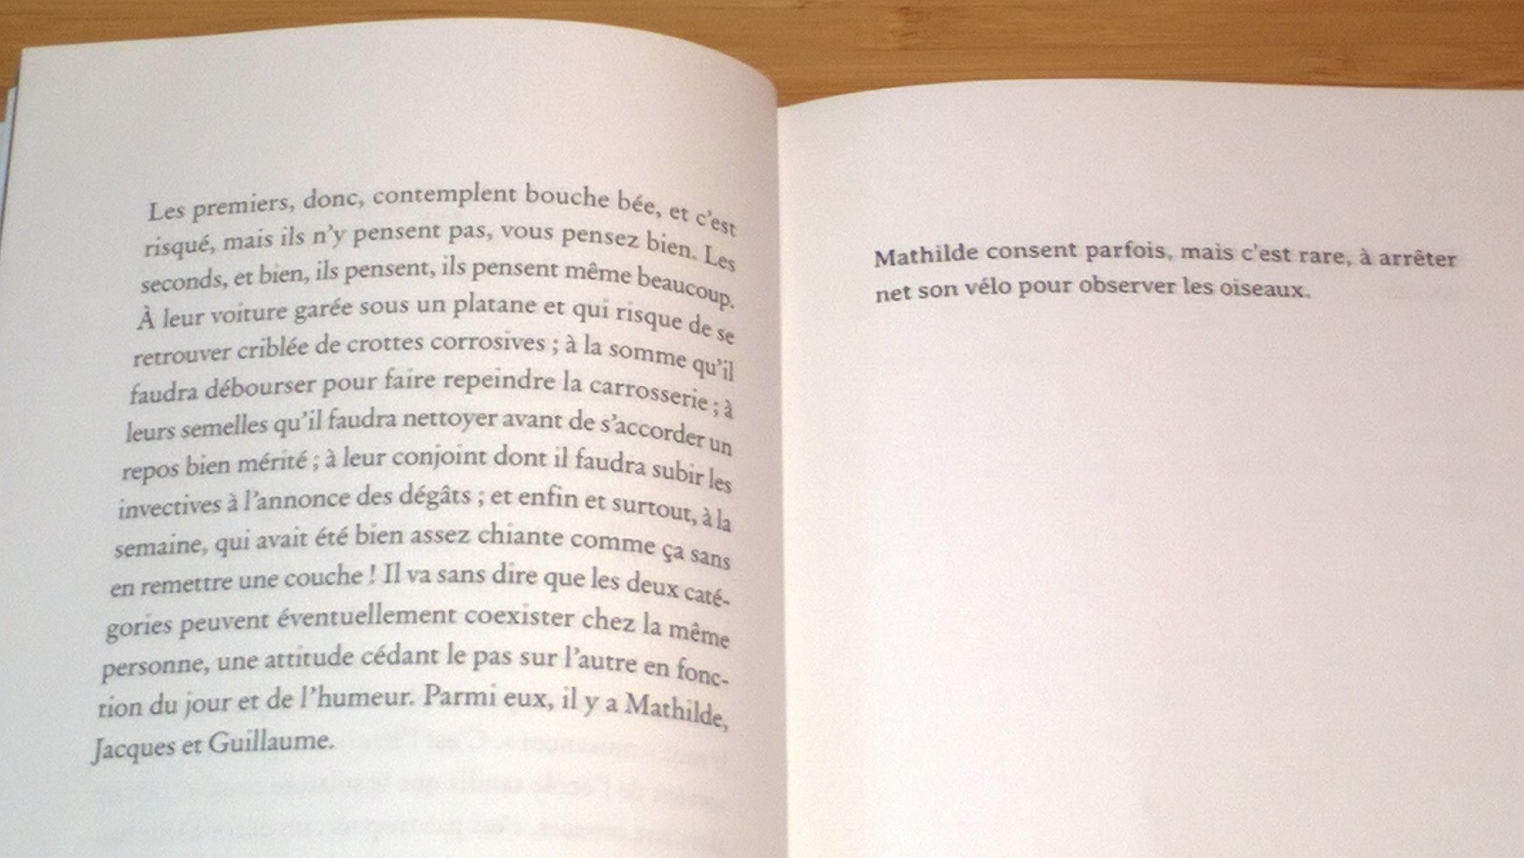 Les premiers, donc, contemplent bouche bée, et c'est
risqué, mais ils n'y pensent pas, vous pensez bien. Les
seconds, et bien, ils pensent, ils pensent même beaucoup.
À leur voiture garée sous un platane et qui risque de se
retrouver criblée de crottes corrosives ; à la somme qu'il
faudra débourser pour faire repeindre la carrosserie ; à
leurs semelles qu'il faudra nettoyer avant de s'accorder un
repos bien mérité ; à leur conjoint dont il faudra subir les
invectives à l'annonce des dégâts ; et enfin et surtout, à la
semaine, qui avait été bien assez chiante comme ça sans
en remettre une couche ! Il va sans dire que les deux caté-
gories peuvent éventuellement coexister chez la même
personne, une attitude cédant le pas sur l'autre en fonc-
tion du jour et de l'humeur. Parmi eux, il y a Mathilde,
Jacques et Guillaume.
Mathilde consent parfois, mais c'est rare, à arrêter
net son vélo pour observer les oiseaux.